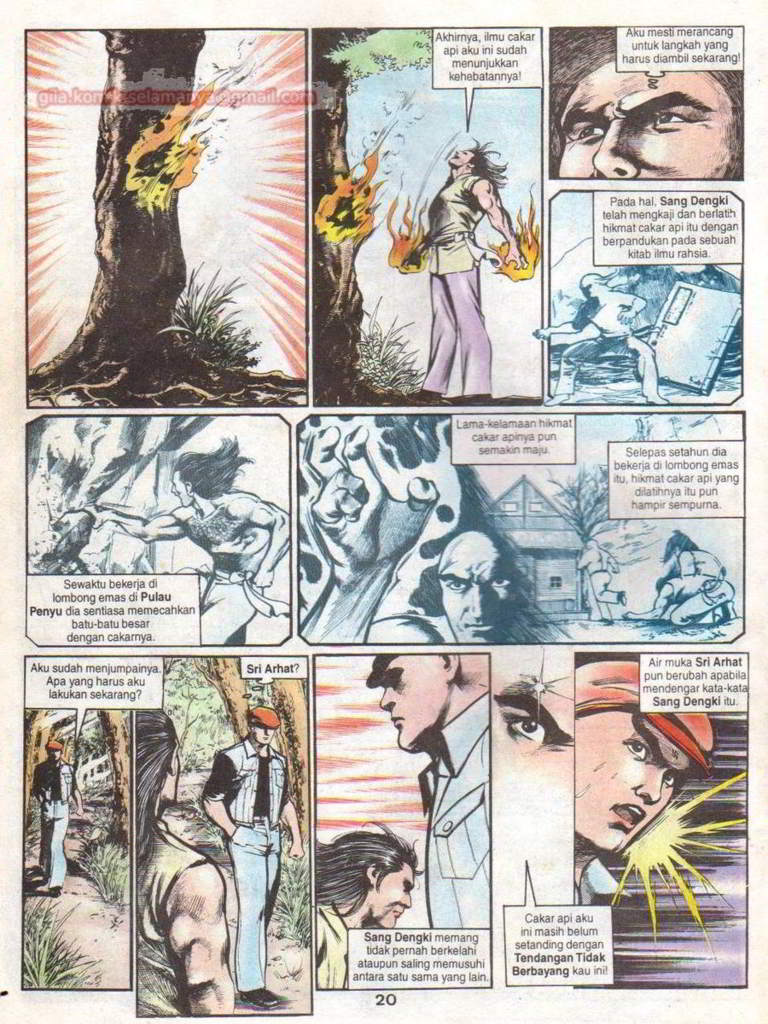 gila.komikselamanya@gmail.com
Akhirnya, ilmu cakar
api aku ini sudah
menunjukkan
kehebatannya!
Aku mesti merancang
untuk langkah yang
harus diambil sekarang!
Pada hal, Sang Dengki
telah mengkaji dan berlatih
hikmat cakar api itu dengan
berpandukan pada sebuah
kitab ilmu rahsia.
Sewaktu bekerja di
lombong emas di Pulau
Penyu dia sentiasa memecahkan
batu-batu besar
dengan cakarnya.
Lama-kelamaan hikmat
cakar apinya pun
semakin maju.
Selepas setahun dia
bekerja di lombong emas
itu, hikmat cakar api yang
dilatihnya itu pun
hampir sempurna.
Aku sudah menjumpainya.
Apa yang harus aku
lakukan sekarang?
Sri Arhat?
Sang Dengki memang
tidak pernah berkelahi
ataupun saling memusuhi
antara satu sama yang lain.
Cakar api aku
ini masih belum
setanding dengan
Tendangan Tidak
Berbayang kau ini!
Air muka Sri Arhat
pun berubah apabila
mendengar kata-kata
Sang Dengki itu.
20